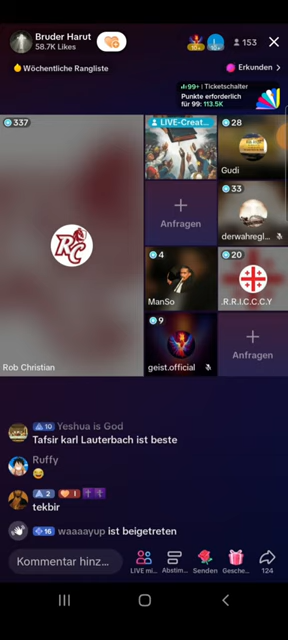 Bruder Harut
58.7K Likes
10+
10+
153
Wöchentliche Rangliste
Erkunden
99+ | Ticketschalter
Punkte erforderlich
für 99: 113.5K
337
LIVE-Creat...
28
Gudi
Anfragen
33
derwahregl...
RC
4
ManSo
20
.R.R.I.C.C.C.Y
9
geist.official
Anfragen
Rob Christian
10 Yeshua is God
Tafsir karl Lauterbach ist beste
Ruffy
😂
2 I
tekbir
16 waaaayup ist beigetreten
Kommentar hinz...
LIVE mi...
Abstim...
Senden
Gesche...
124